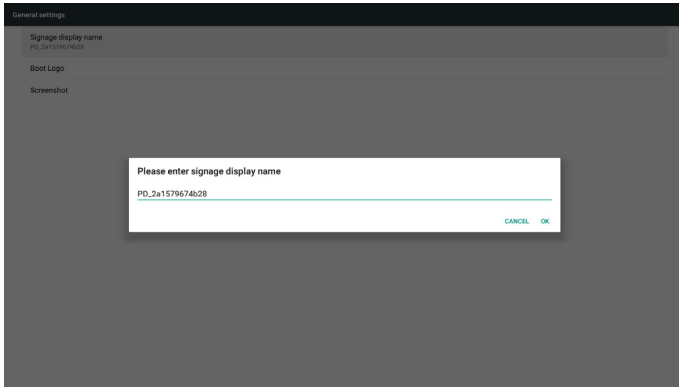 General settings
Signage display name
PD_2a1579674b28
Boot Logo
Screenshot
Please enter signage display name
PD_2a1579674b28
CANCEL OK